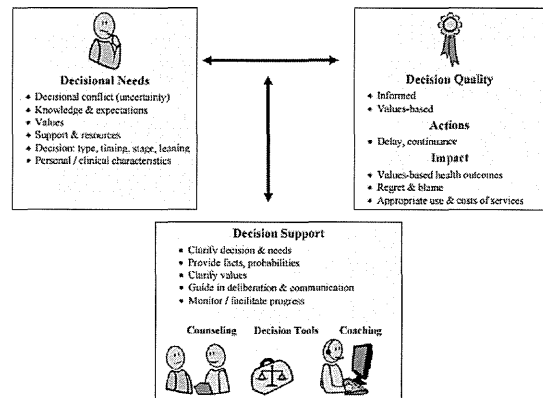 Decisional Needs
Decisional conflict (uncertainty)
Knowledge & expectations
Values
Support & resources
Decision: type, timing, stage, leaning
Personal / clinical characteristics
Decision Quality
Informed
Values-based
Actions
Delay, continuance
Impact
Values-based health outcomes
Regret & blame
Appropriate use & costs of services
Decision Support
Clarify decision & needs
Provide facts, probabilities
Clarify values
Guide in deliberation & communication
Monitor / facilitate progress
Counseling Decision Tools Coaching